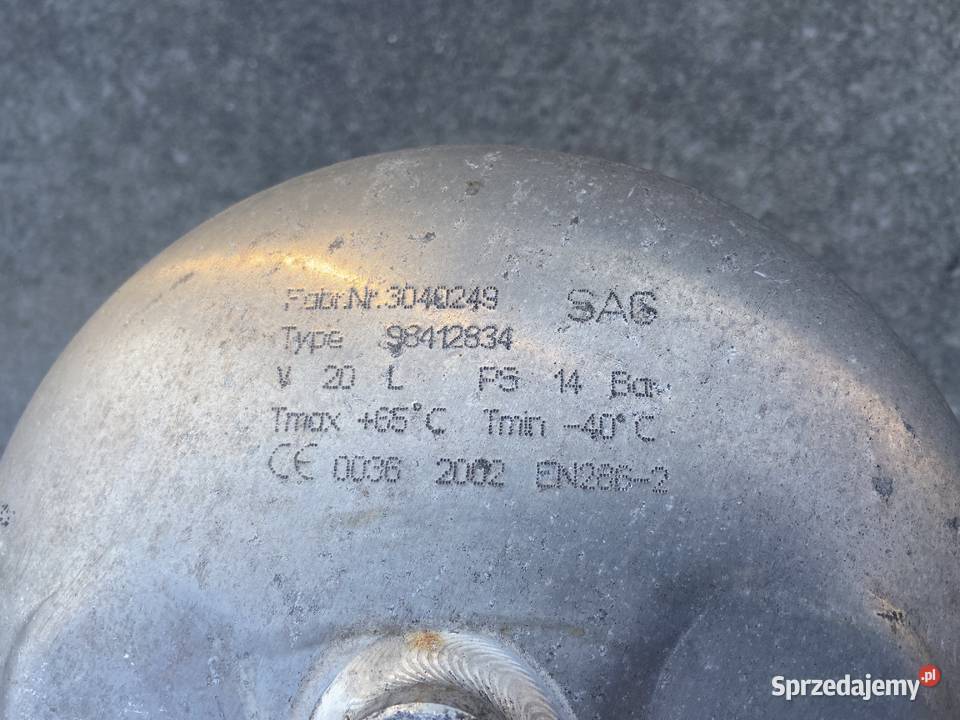 Fabr.Nr.3040249 SAG
Type 98412834
V 20 L PS 14 Bar
Tmax +65°C Tmin -40°C
CE 0036 2002 EN286-2
Sprzedajemy.pl